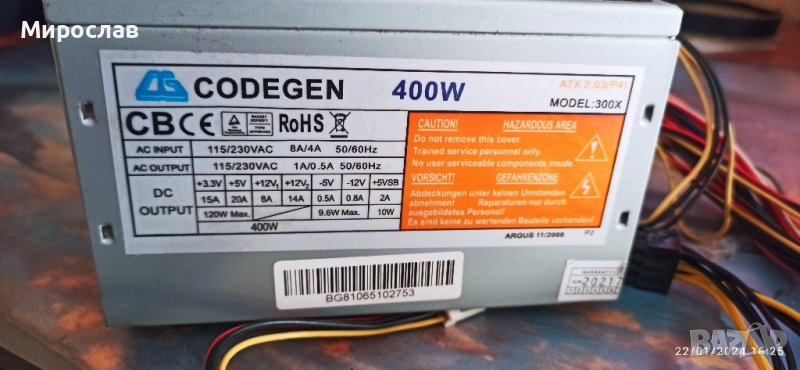 Мирослав
CODEGEN 400W
ATX 2.03(P4)
MODEL:300X
CB CE RoHS
AC INPUT 115/230VAC 8A/4A 50/60Hz
AC OUTPUT 115/230VAC 1A/0.5A 50/60Hz
DC OUTPUT
+3.3V +5V +12V1 +12V2 -5V -12V +5VSB
15A 20A 8A 14A 0.5A 0.8A 2A
120W Max. 9.6W Max. 10W
400W
CAUTION! HAZARDOUS AREA
Do not remove this cover.
Trained service personnel only.
No user serviceable components inside.
VORSICHT! GEFAHRENZONE
Abdeckungen unter keinen Umständen
abnehmen! Reparaturen nur durch
ausgebildetes Personal!
Es sind keine zu wartenden Bauteile vorhanden!
ARGUS 11/2008 P2
BG81065102753
WARRANTY
20217
BAZAR
22/01/2024 16:25